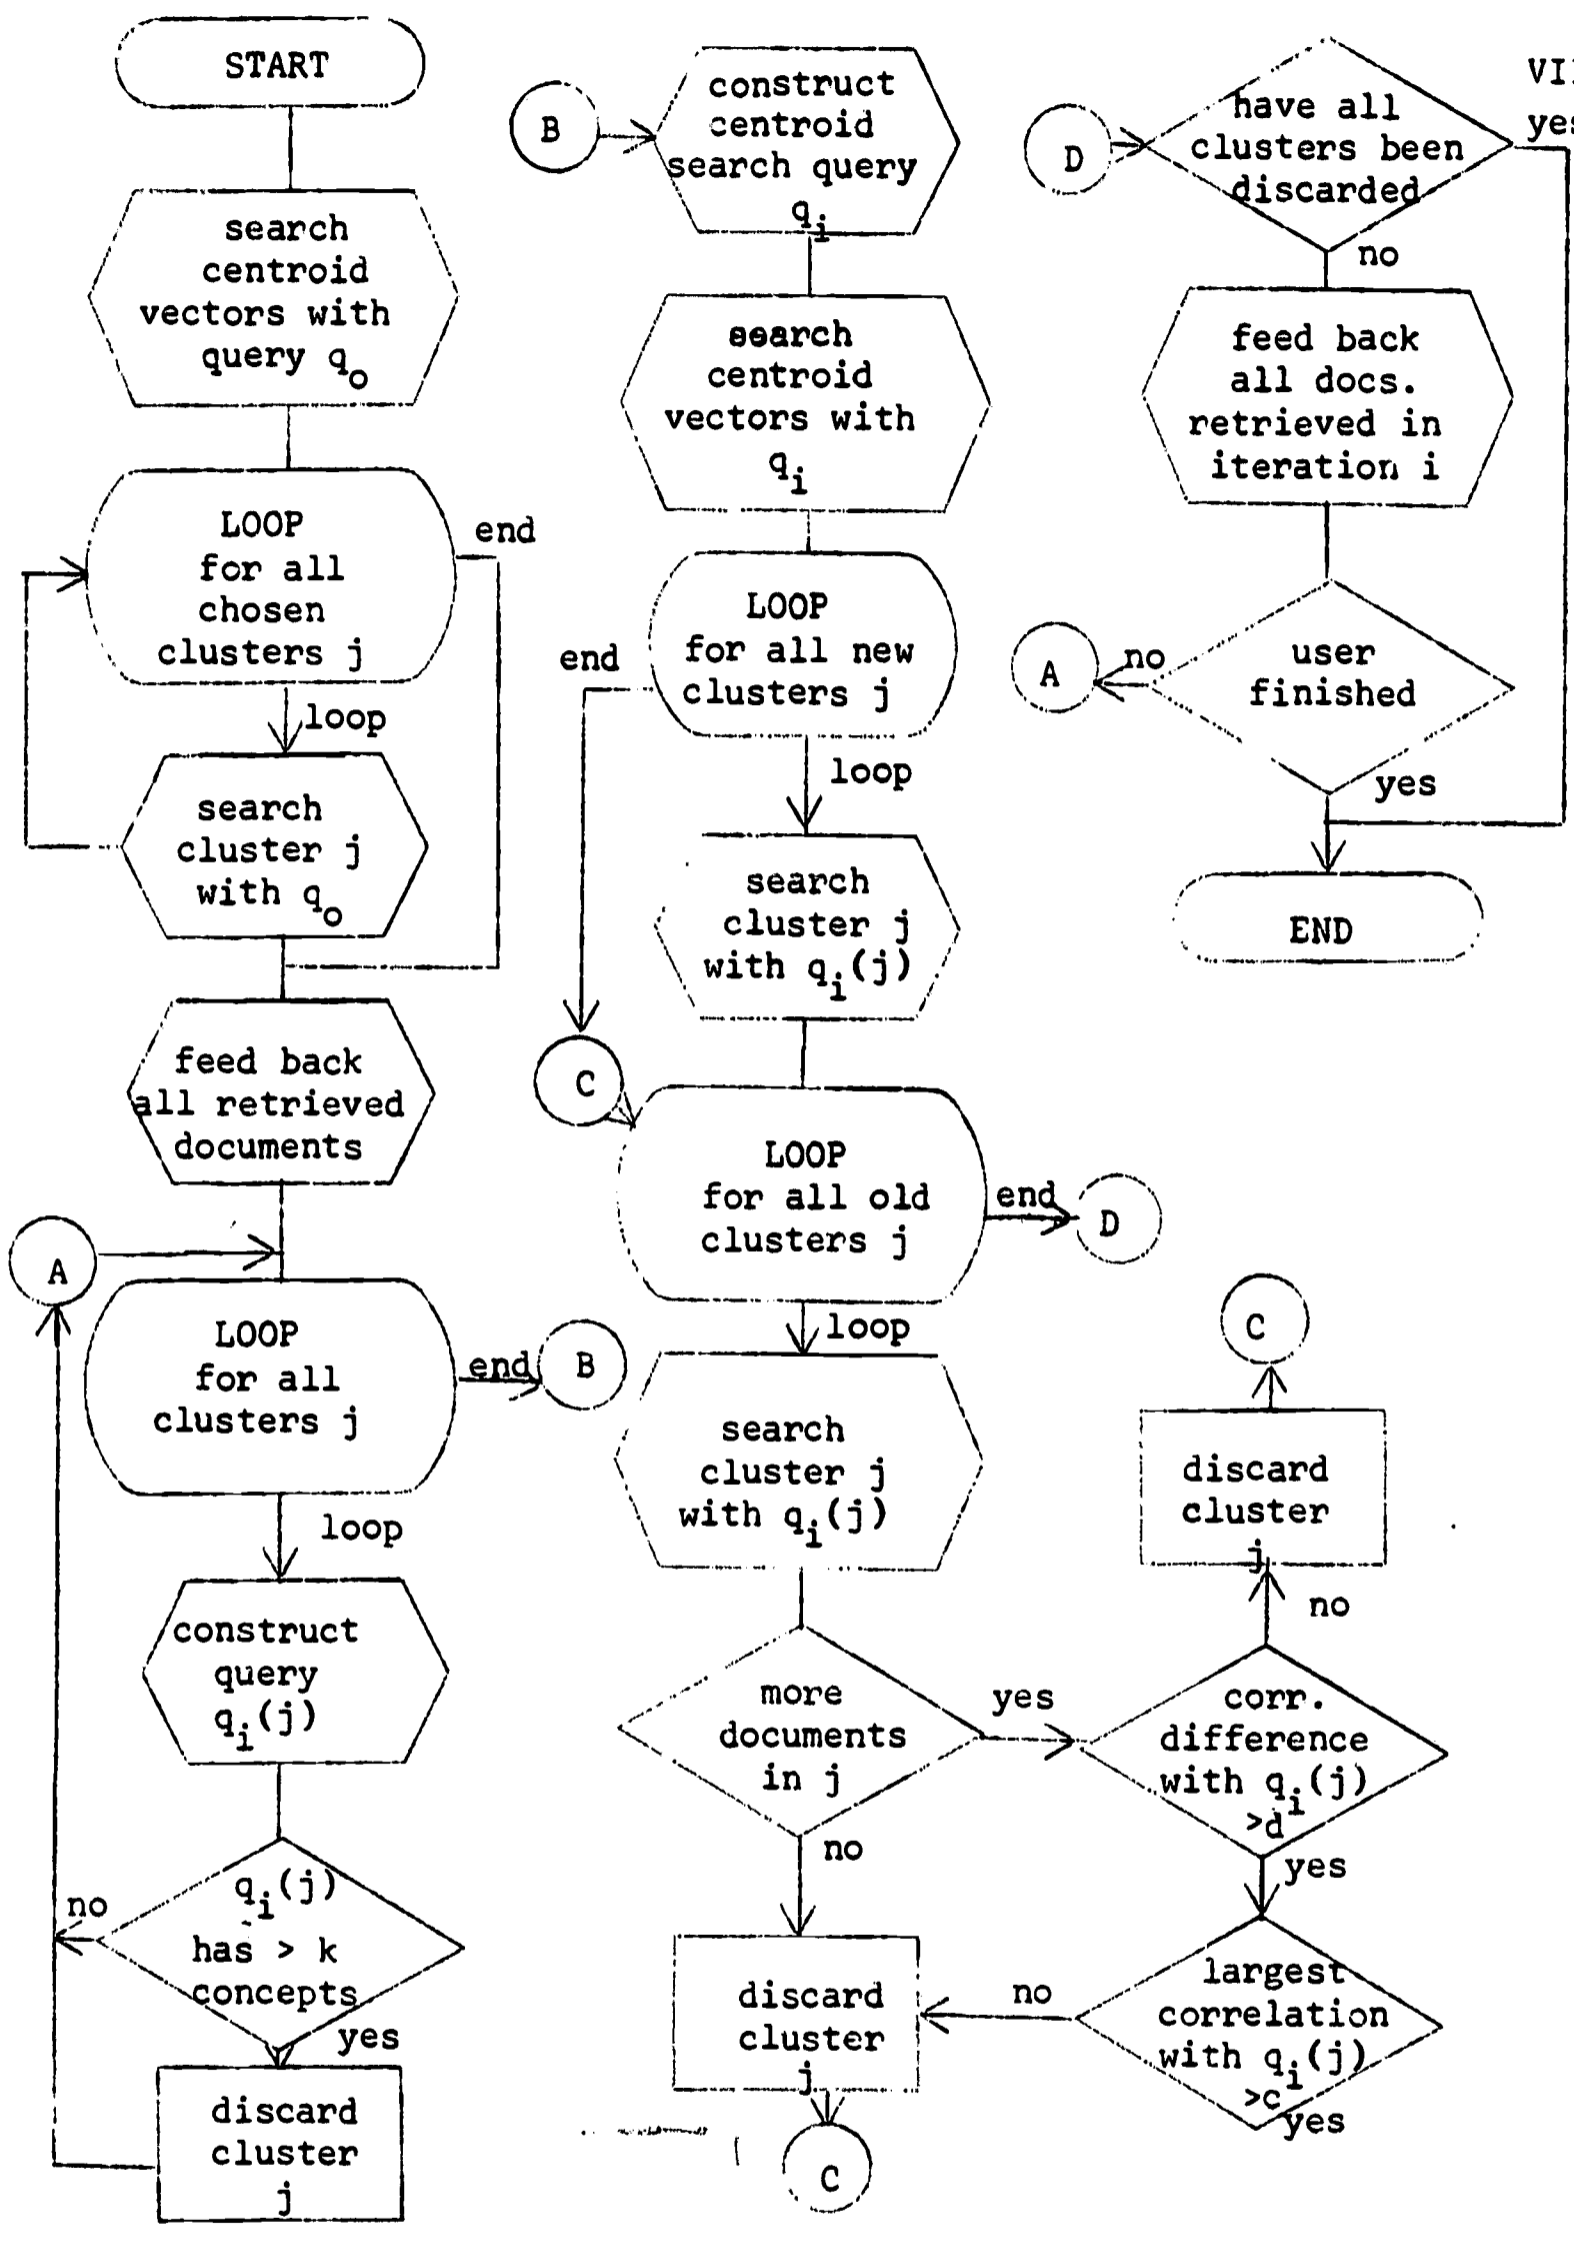 START
search
centroid
vectors with
query qo
LOOP
for all
chosen
clusters j
end
loop
search
cluster j
with qo
feed back
all retrieved
documents
A
LOOP
for all
clusters j
end
B
loop
construct
query
qi(j)
qi(j)
has > k
concepts
no
yes
discard
cluster
j
B
construct
centroid
search query
qi
search
centroid
vectors with
qi
LOOP
for all new
clusters j
end
loop
search
cluster j
with qi(j)
C
LOOP
for all old
clusters j
end
D
loop
search
cluster j
with qi(j)
more
documents
in j
yes
no
discard
cluster
j
C
D
have all
clusters been
discarded
yes
no
feed back
all docs.
retrieved in
iteration i
user
finished
no
A
yes
END
C
discard
cluster
j
no
corr.
difference
with qi(j)
>d
yes
largest
correlation
with qi(j)
>c
no
yes